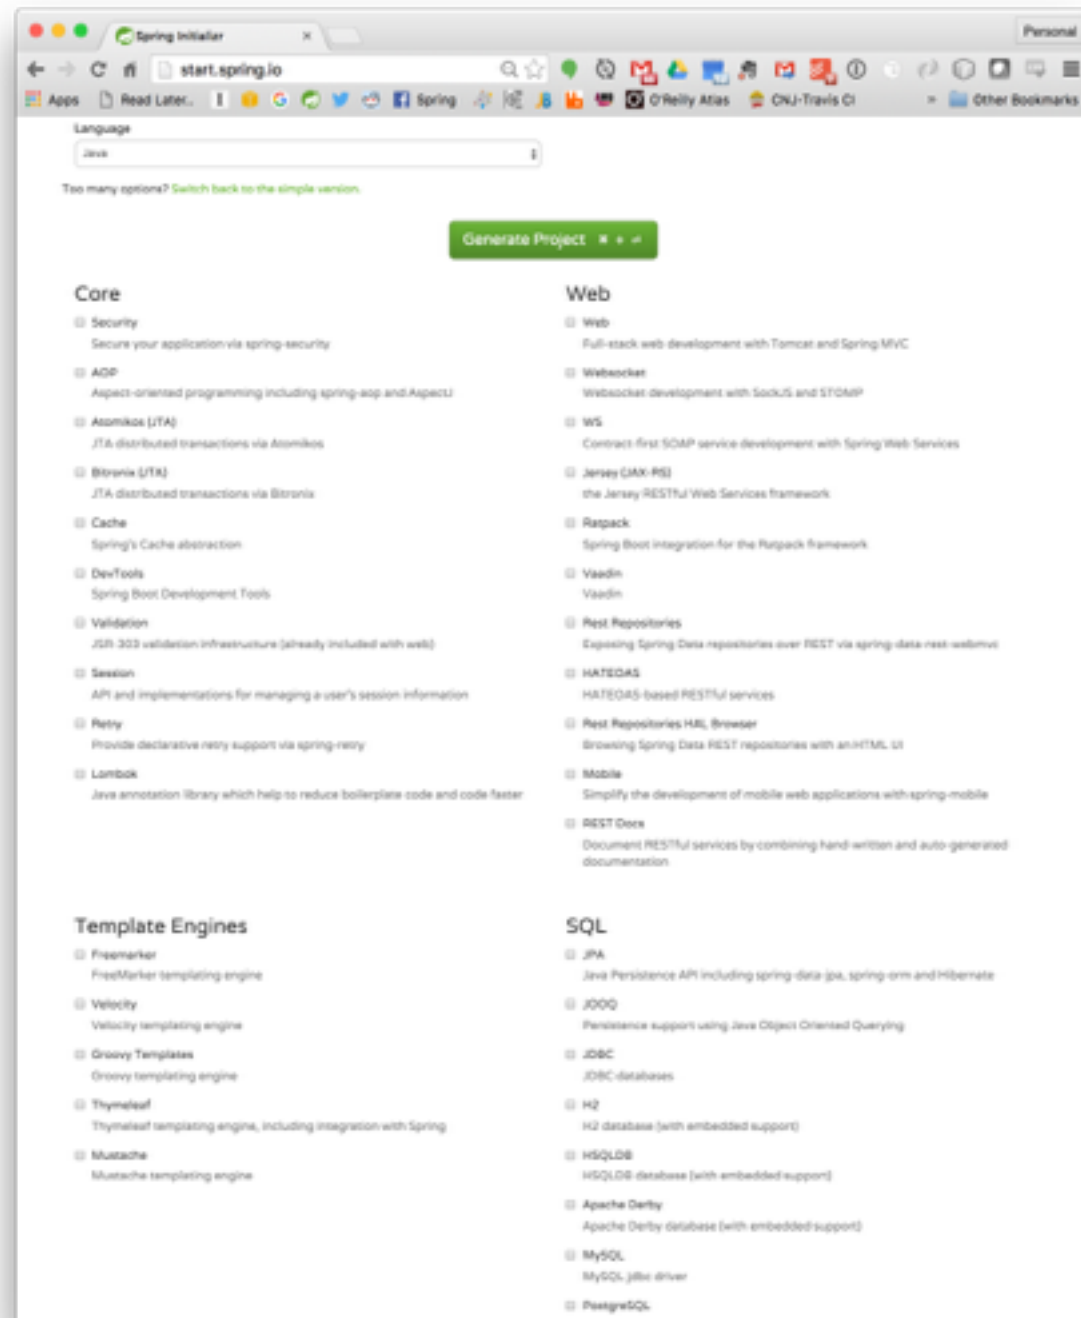 Spring Initializr
Personal
start.spring.io
Apps
Read Later..
Spring
O'Reilly Atlas
CNJ-Travis CI
»
Other Bookmarks
Language
Java
Too many options? Switch back to the simple version.
Generate Project
Core
Security
Secure your application via spring-security
AOP
Aspect-oriented programming including spring-aop and AspectJ
Atomikos (JTA)
JTA distributed transactions via Atomikos
Bitronix (JTA)
JTA distributed transactions via Bitronix
Cache
Spring's Cache abstraction
DevTools
Spring Boot Development Tools
Validation
JSR-303 validation infrastructure (already included with web)
Session
API and implementations for managing a user's session information
Retry
Provide declarative retry support via spring-retry
Lombok
Java annotation library which help to reduce boilerplate code and code faster
Web
Web
Full-stack web development with Tomcat and Spring MVC
Websocket
Websocket development with SockJS and STOMP
WS
Contract-first SOAP service development with Spring Web Services
Jersey (JAX-RS)
the Jersey RESTful Web Services framework
Ratpack
Spring Boot integration for the Ratpack framework
Vaadin
Vaadin
Rest Repositories
Exposing Spring Data repositories over REST via spring-data-rest-webmvc
HATEOAS
HATEOAS-based RESTful services
Rest Repositories HAL Browser
Browsing Spring Data REST repositories with an HTML UI
Mobile
Simplify the development of mobile web applications with spring-mobile
REST Docs
Document RESTful services by combining hand-written and auto-generated
documentation
Template Engines
Freemarker
FreeMarker templating engine
Velocity
Velocity templating engine
Groovy Templates
Groovy templating engine
Thymeleaf
Thymeleaf templating engine, including integration with Spring
Mustache
Mustache templating engine
SQL
JPA
Java Persistence API including spring-data-jpa, spring-orm and Hibernate
JOOQ
Persistence support using Java Object Oriented Querying
JDBC
JDBC databases
H2
H2 database (with embedded support)
HSQLDB
HSQLDB database (with embedded support)
Apache Derby
Apache Derby database (with embedded support)
MySQL
MySQL jdbc driver
PostgreSQL